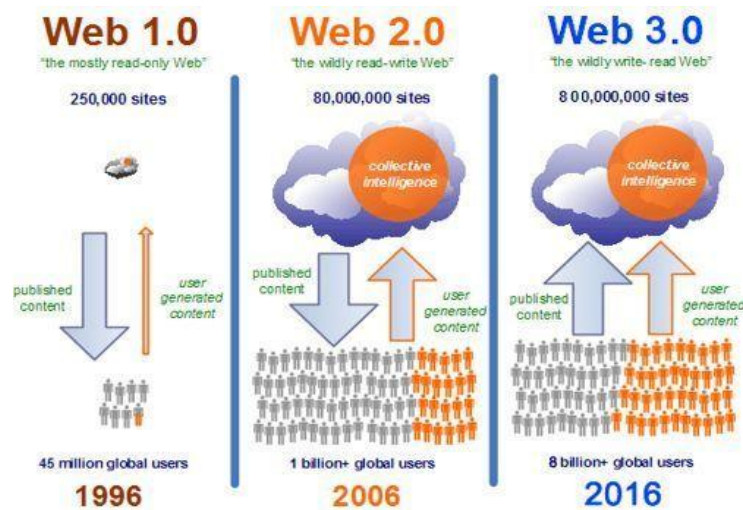 Web 1.0
"the mostly read-only Web"
250,000 sites
published
content
user
generated
content
45 million global users
1996
Web 2.0
"the wildly read-write Web"
80,000,000 sites
collective
intelligence
published
content
user
generated
content
1 billion+ global users
2006
Web 3.0
"the wildly write- read Web"
800,000,000 sites
collective
intelligence
published
content
user
generated
content
8 billion+ global users
2016